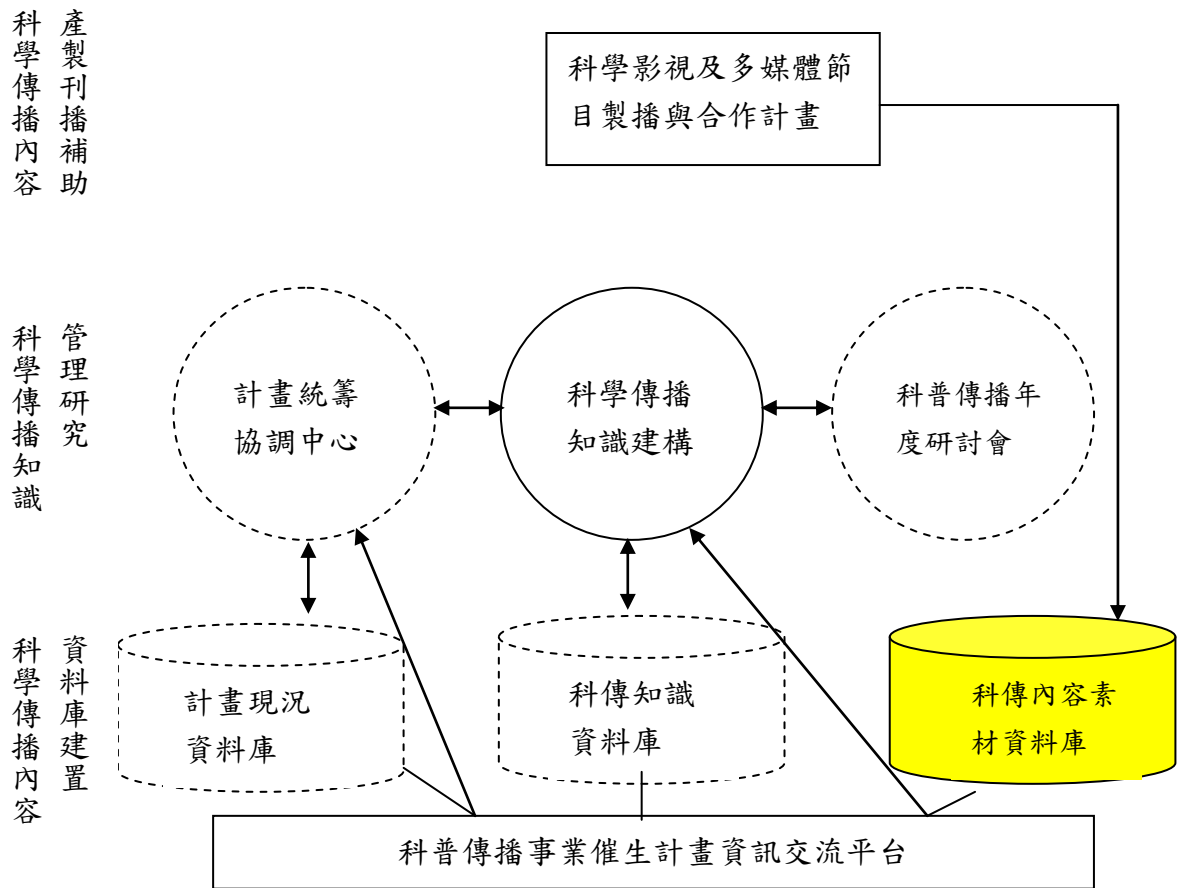 科學傳播內容
產製刊播補助
科學影視及多媒體節
目製播與合作計畫
科學傳播知識
管理研究
計畫統籌
協調中心
科學傳播
知識建構
科普傳播年
度研討會
科學傳播內容
資料庫建置
計畫現況
資料庫
科傳知識
資料庫
科傳內容素
材資料庫
科普傳播事業催生計畫資訊交流平台